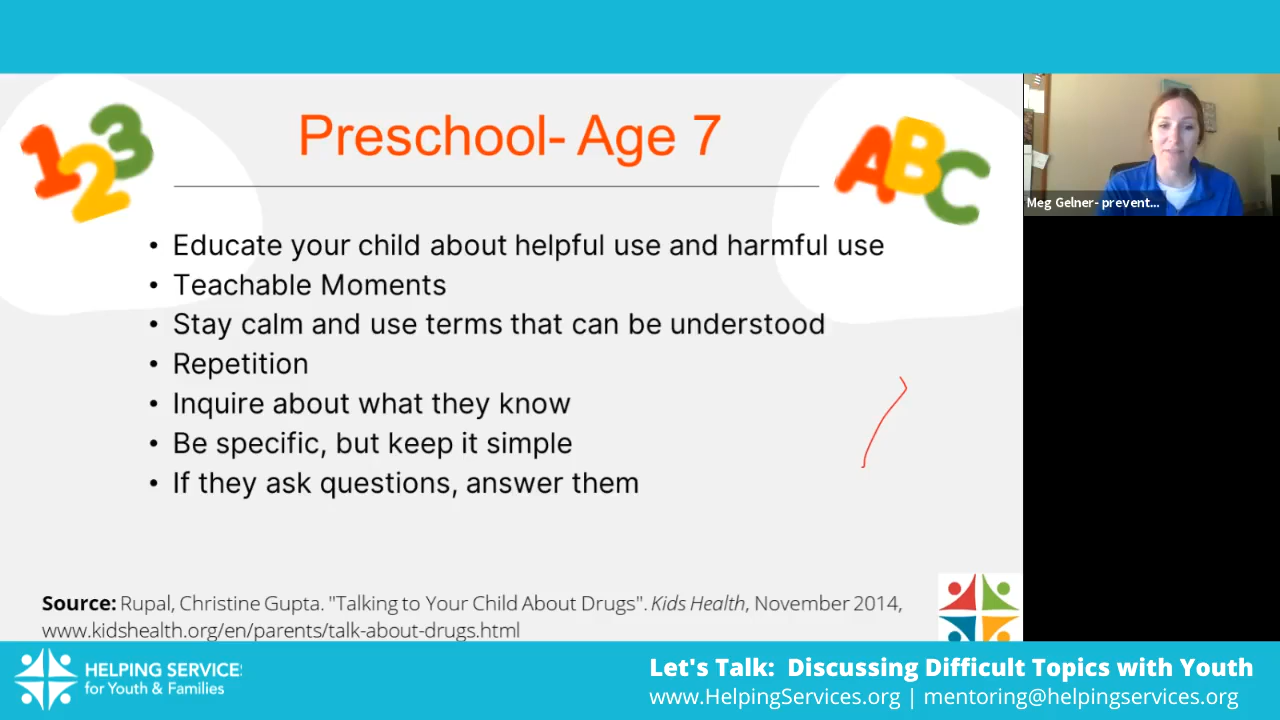 123
Preschool- Age 7
ABC
Meg Gelner- prevent...
• Educate your child about helpful use and harmful use
• Teachable Moments
• Stay calm and use terms that can be understood
• Repetition
• Inquire about what they know
• Be specific, but keep it simple
• If they ask questions, answer them
Source: Rupal, Christine Gupta. "Talking to Your Child About Drugs". Kids Health, November 2014,
www.kidshealth.org/en/parents/talk-about-drugs.html
HELPING SERVICES
for Youth & Families
Let's Talk: Discussing Difficult Topics with Youth
www.HelpingServices.org | mentoring@helpingservices.org